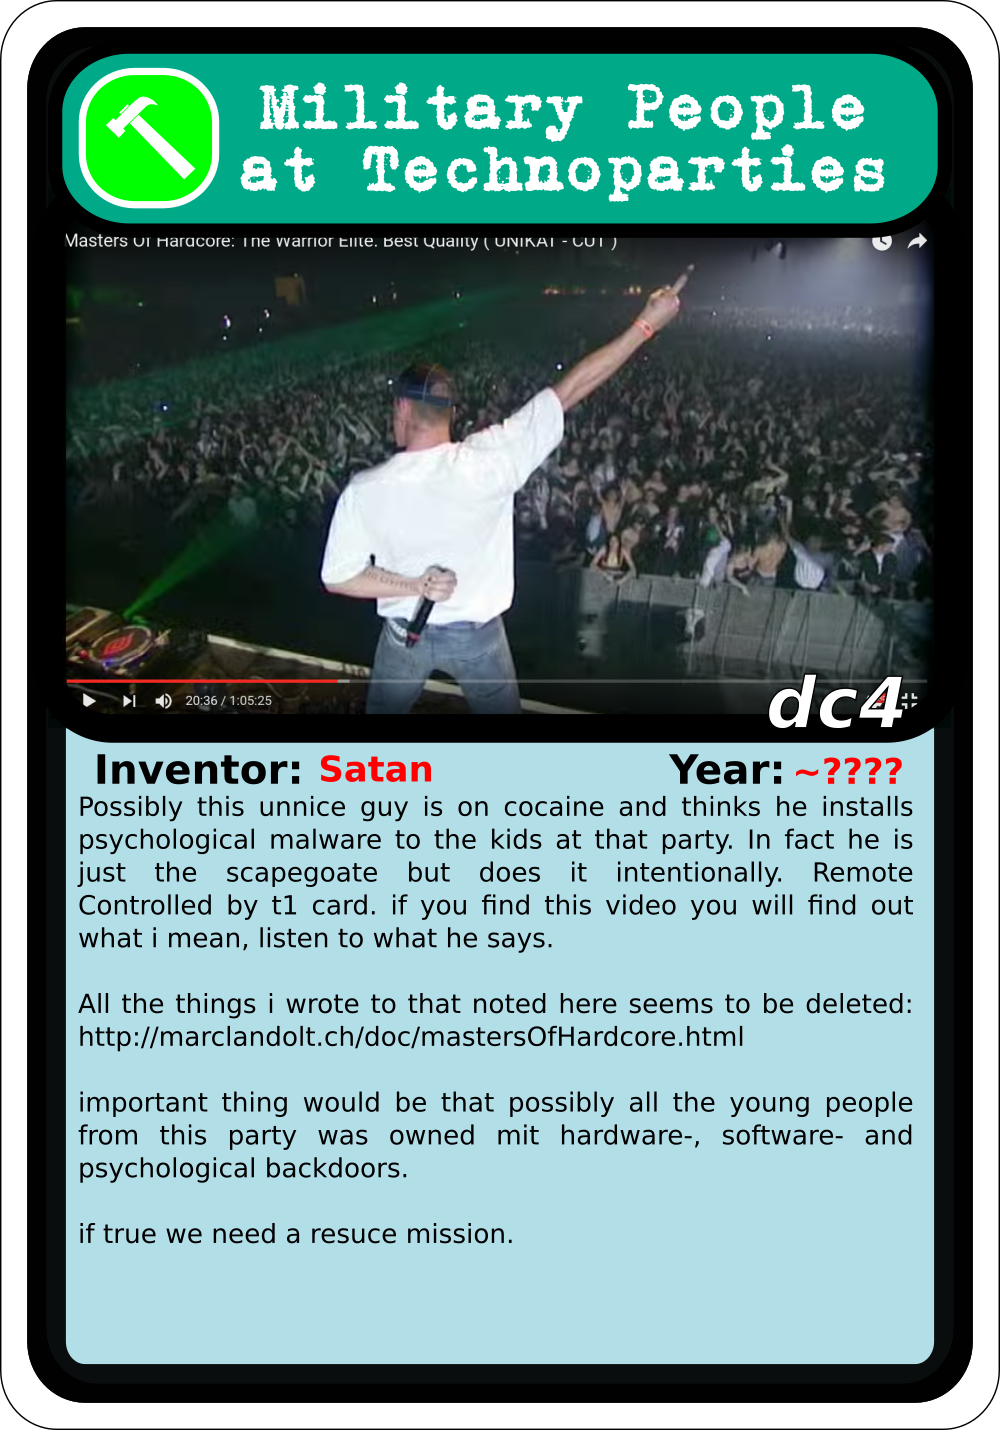 Military People
at Technoparties
Masters Of Hardcore: The Warrior Elite. Best Quality ( UNIKAT - CUT )
20:36 / 1:05:25
dc4
Inventor: Satan Year: ~????
Possibly this unnice guy is on cocaine and thinks he installs
psychological malware to the kids at that party. In fact he is
just the scapegoate but does it intentionally. Remote
Controlled by t1 card. if you find this video you will find out
what i mean, listen to what he says.
All the things i wrote to that noted here seems to be deleted:
http://marclandolt.ch/doc/mastersOfHardcore.html
important thing would be that possibly all the young people
from this party was owned mit hardware-, software- and
psychological backdoors.
if true we need a resuce mission.